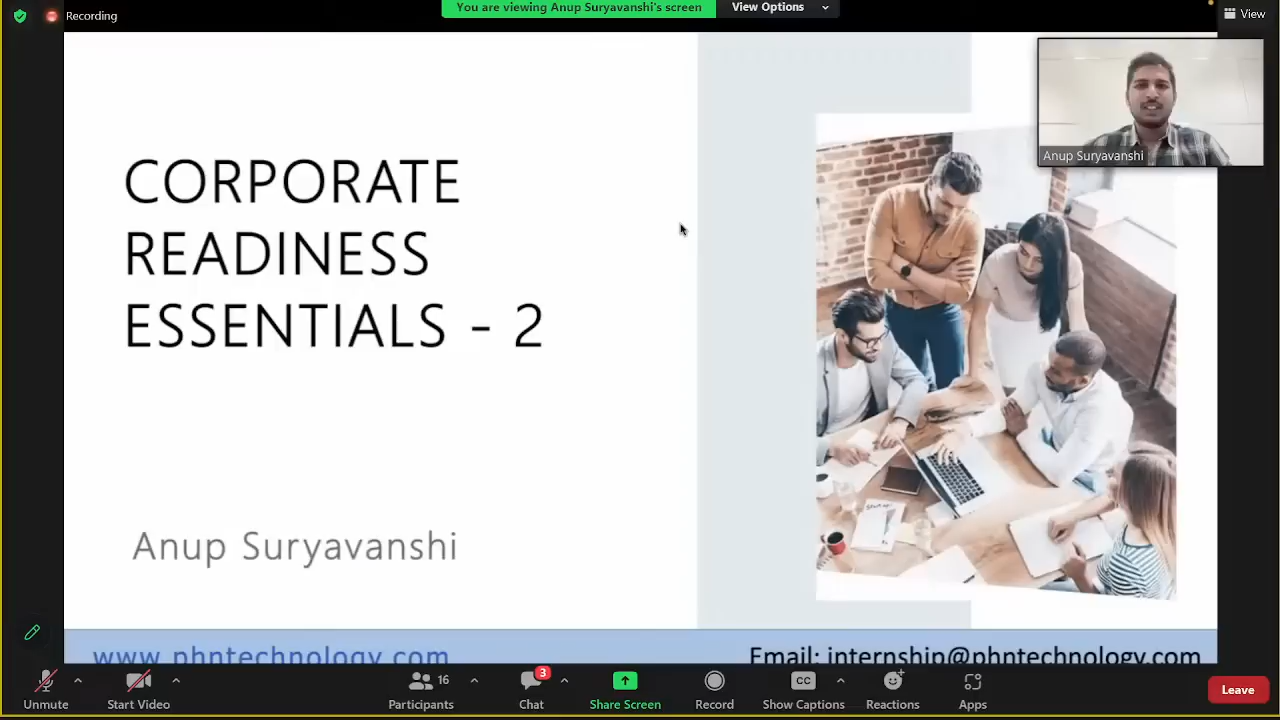 Recording
You are viewing Anup Suryavanshi's screen
View Options
View
Anup Suryavanshi
CORPORATE
READINESS
ESSENTIALS - 2
Anup Suryavanshi
www.phntechnology.com
Email: internship@phntechnology.com
Unmute
Start Video
16
Participants
3
Chat
Share Screen
Record
CC
Show Captions
Reactions
Apps
Leave